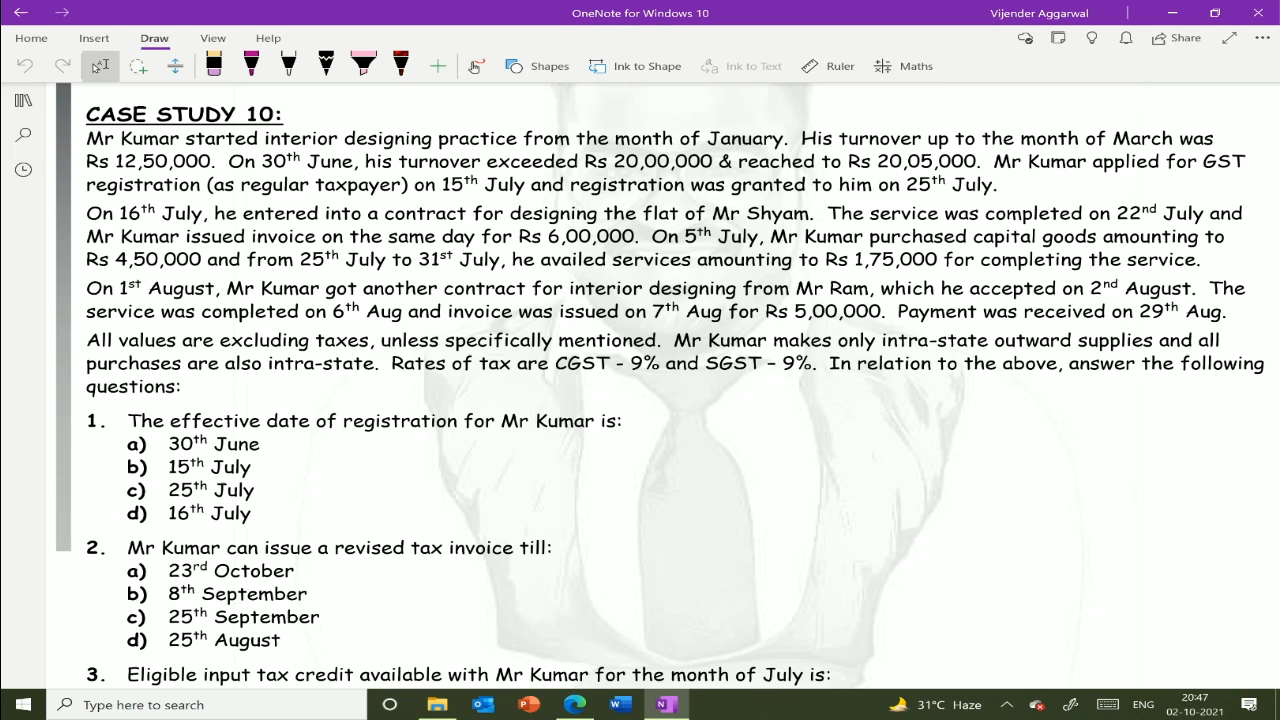 OneNote for Windows 10
Vijender Aggarwal
Home Insert Draw View Help
Share
Shapes Ink to Shape Ink to Text Ruler Maths
CASE STUDY 10:
Mr Kumar started interior designing practice from the month of January. His turnover up to the month of March was
Rs 12,50,000. On 30th June, his turnover exceeded Rs 20,00,000 & reached to Rs 20,05,000. Mr Kumar applied for GST
registration (as regular taxpayer) on 15th July and registration was granted to him on 25th July.
On 16th July, he entered into a contract for designing the flat of Mr Shyam. The service was completed on 22nd July and
Mr Kumar issued invoice on the same day for Rs 6,00,000. On 5th July, Mr Kumar purchased capital goods amounting to
Rs 4,50,000 and from 25th July to 31st July, he availed services amounting to Rs 1,75,000 for completing the service.
On 1st August, Mr Kumar got another contract for interior designing from Mr Ram, which he accepted on 2nd August. The
service was completed on 6th Aug and invoice was issued on 7th Aug for Rs 5,00,000. Payment was received on 29th Aug.
All values are excluding taxes, unless specifically mentioned. Mr Kumar makes only intra-state outward supplies and all
purchases are also intra-state. Rates of tax are CGST - 9% and SGST – 9%. In relation to the above, answer the following
questions:
1. The effective date of registration for Mr Kumar is:
a) 30th June
b) 15th July
c) 25th July
d) 16th July
2. Mr Kumar can issue a revised tax invoice till:
a) 23rd October
b) 8th September
c) 25th September
d) 25th August
3. Eligible input tax credit available with Mr Kumar for the month of July is:
Type here to search
31°C Haze
ENG
20:47
02-10-2021